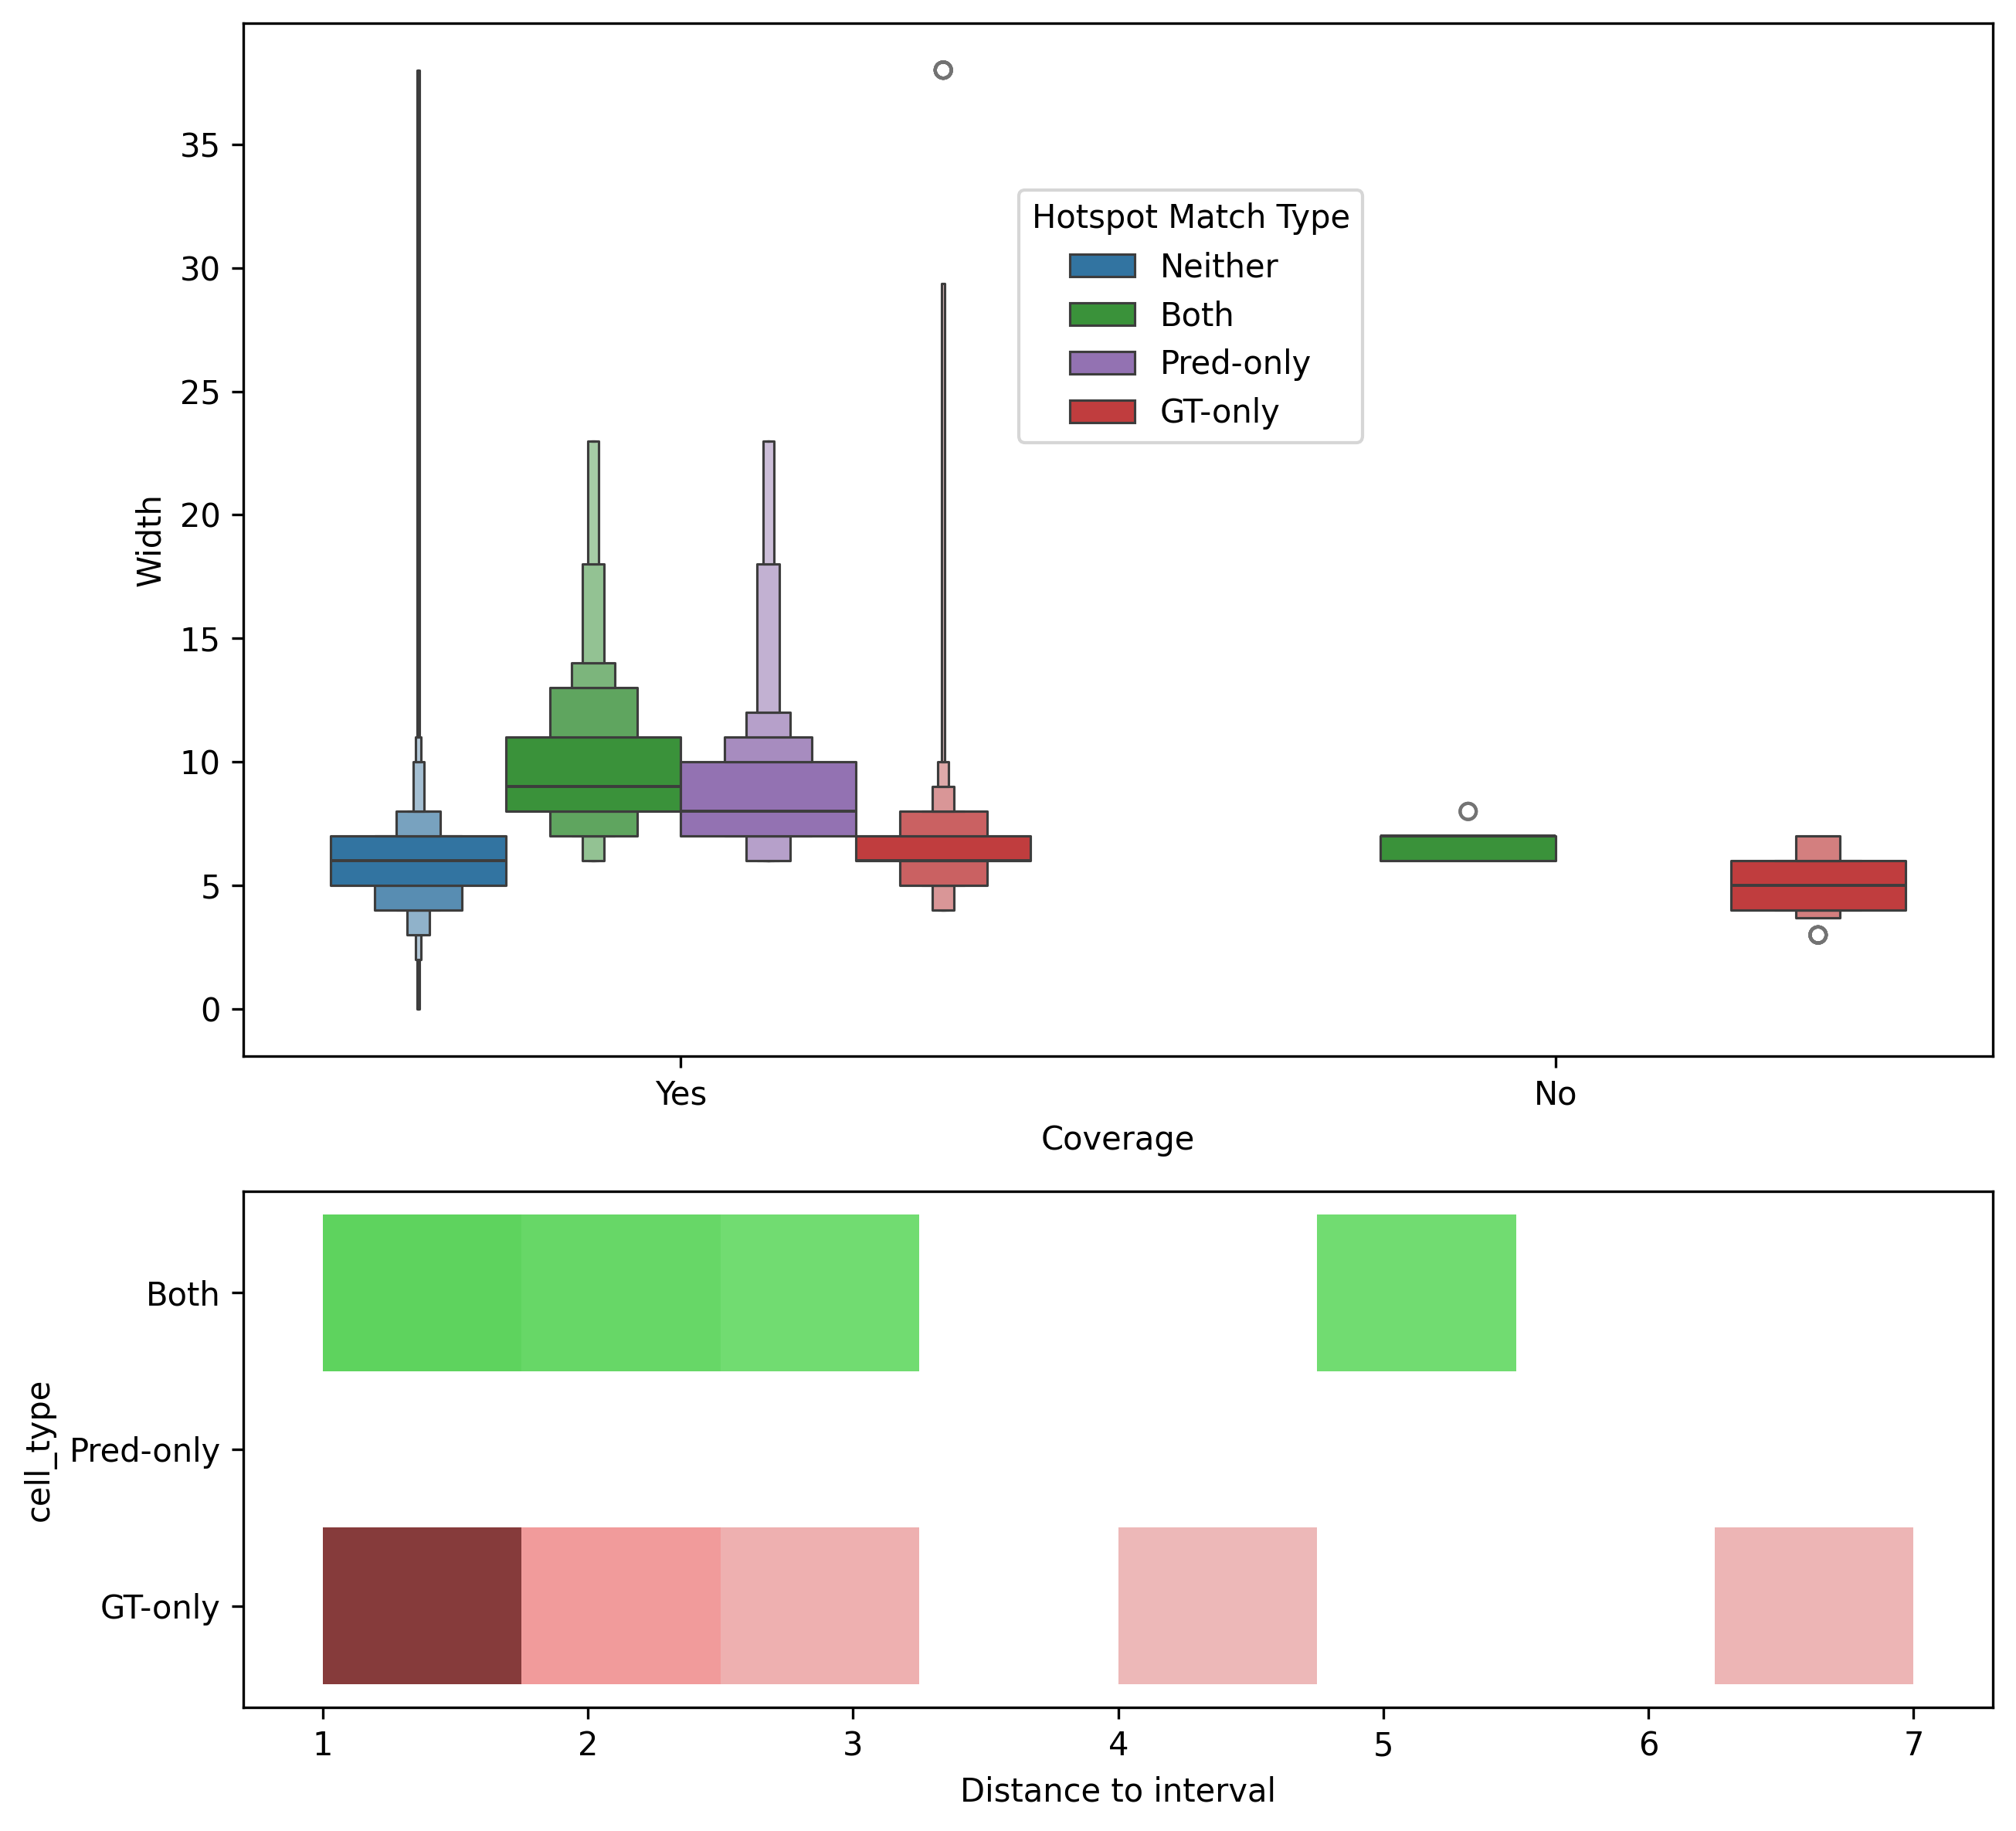 35
30
25
20
15
10
5
0
Width
Hotspot Match Type
Neither
Both
Pred-only
GT-only
Yes
No
Coverage
Both
Pred-only
GT-only
cell_type
1
2
3
4
5
6
7
Distance to interval